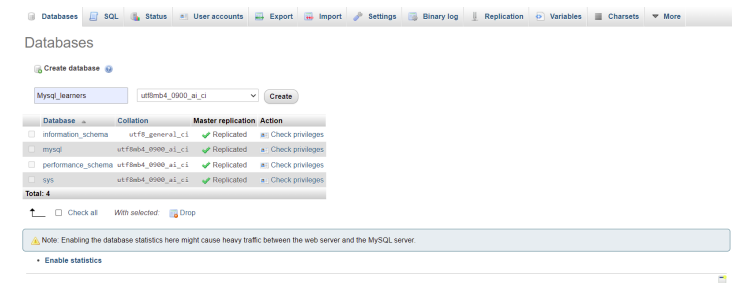 Databases SQL Status User accounts Export Import Settings Binary log Replication Variables Charsets More
Databases
Create database
Mysql_learners utf8mb4_0900_ai_ci Create
Database Collation Master replication Action
information_schema utf8_general_ci Replicated Check privileges
mysql utf8mb4_0900_ai_ci Replicated Check privileges
performance_schema utf8mb4_0900_ai_ci Replicated Check privileges
sys utf8mb4_0900_ai_ci Replicated Check privileges
Total: 4
Check all With selected: Drop
Note: Enabling the database statistics here might cause heavy traffic between the web server and the MySQL server.
• Enable statistics